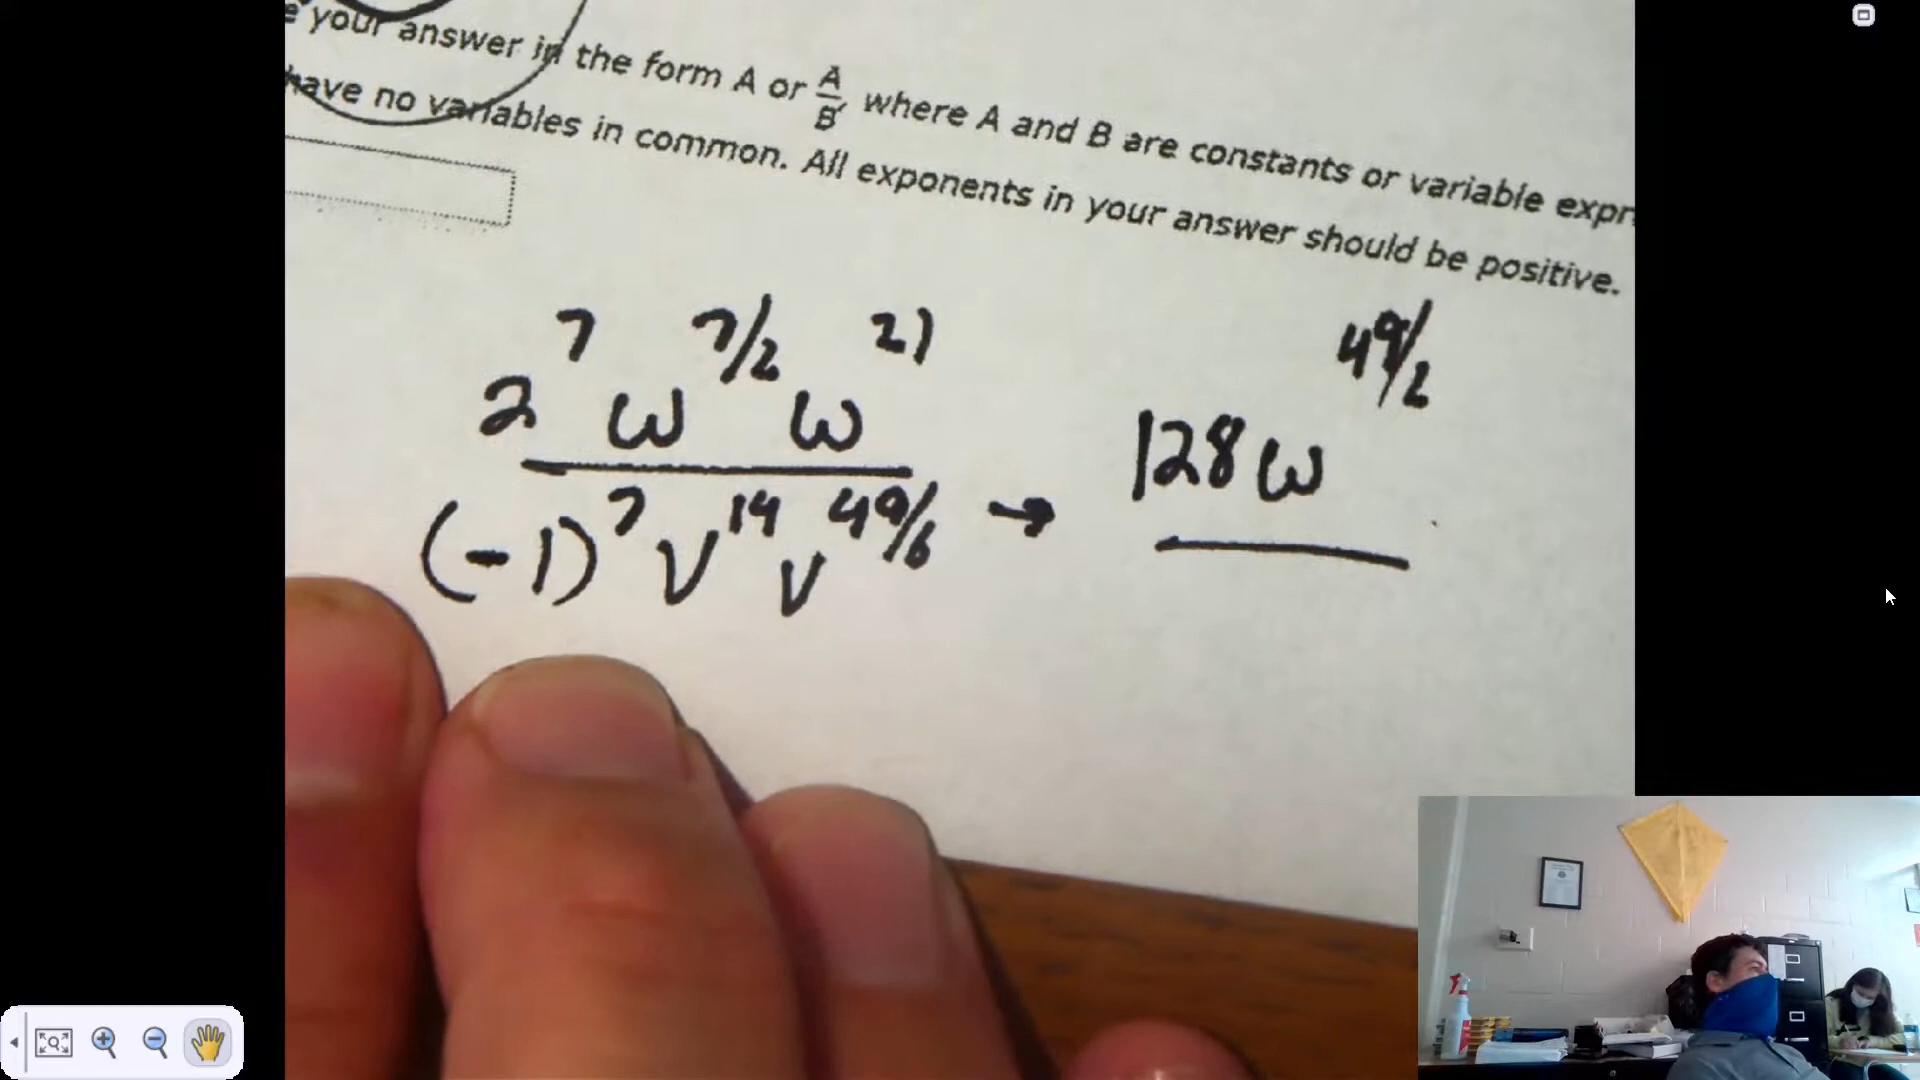 your answer in the form A or A/B, where A and B are constants or variable expr
have no variables in common. All exponents in your answer should be positive.
2^7 w^7/2 w^21
(-1)^7 v^14 v^49/6 →
128 w^49/2